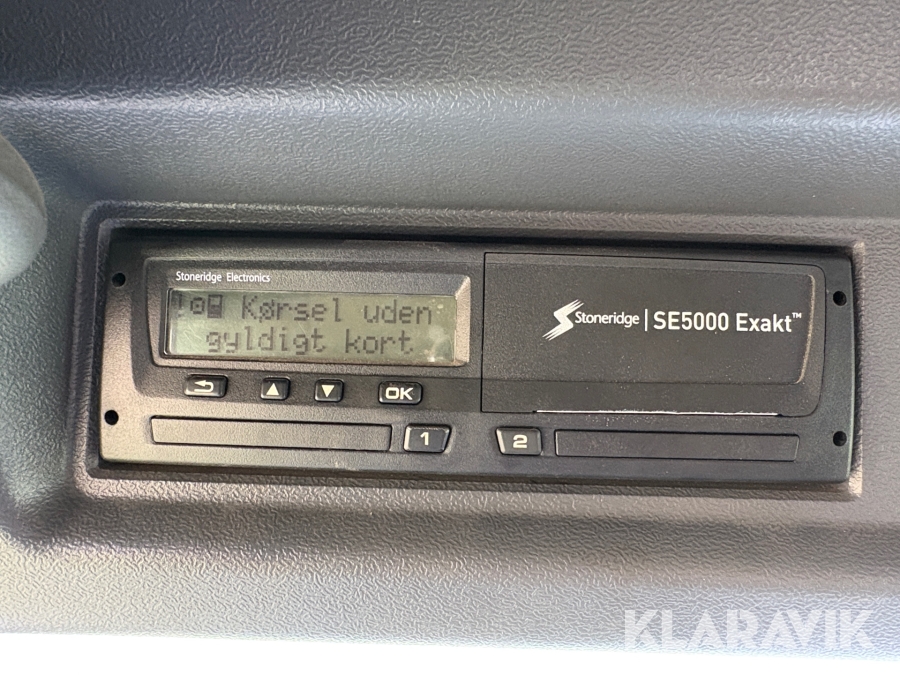 Stoneridge Electronics
Kørsel uden
gyldigt kort
Stoneridge | SE5000 Exakt™
OK
1
2
KLARAVIK